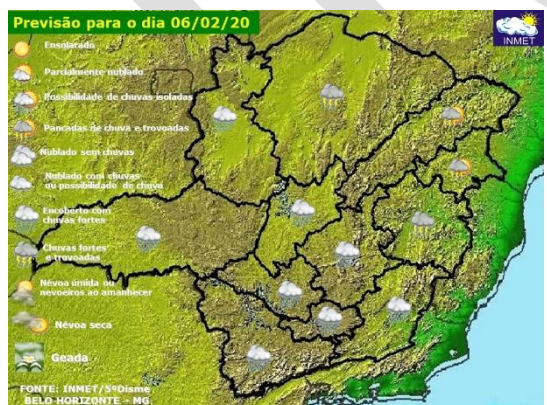 Previsão para o dia 06/02/20
INMET
Ensolarado
Parcialmente nublado
Possibilidade de chuvas isoladas
Pancadas de chuva e trovoadas
Nublado sem chuvas
Nublado com chuvas
ou possibilidade de chuva
Encoberto com
chuvas fortes
Chuvas fortes
e trovoadas
Névoa úmida ou
nevoeiros ao amanhecer
Névoa seca
Geada
FONTE: INMET/5ºDisme
BELO HORIZONTE - MG